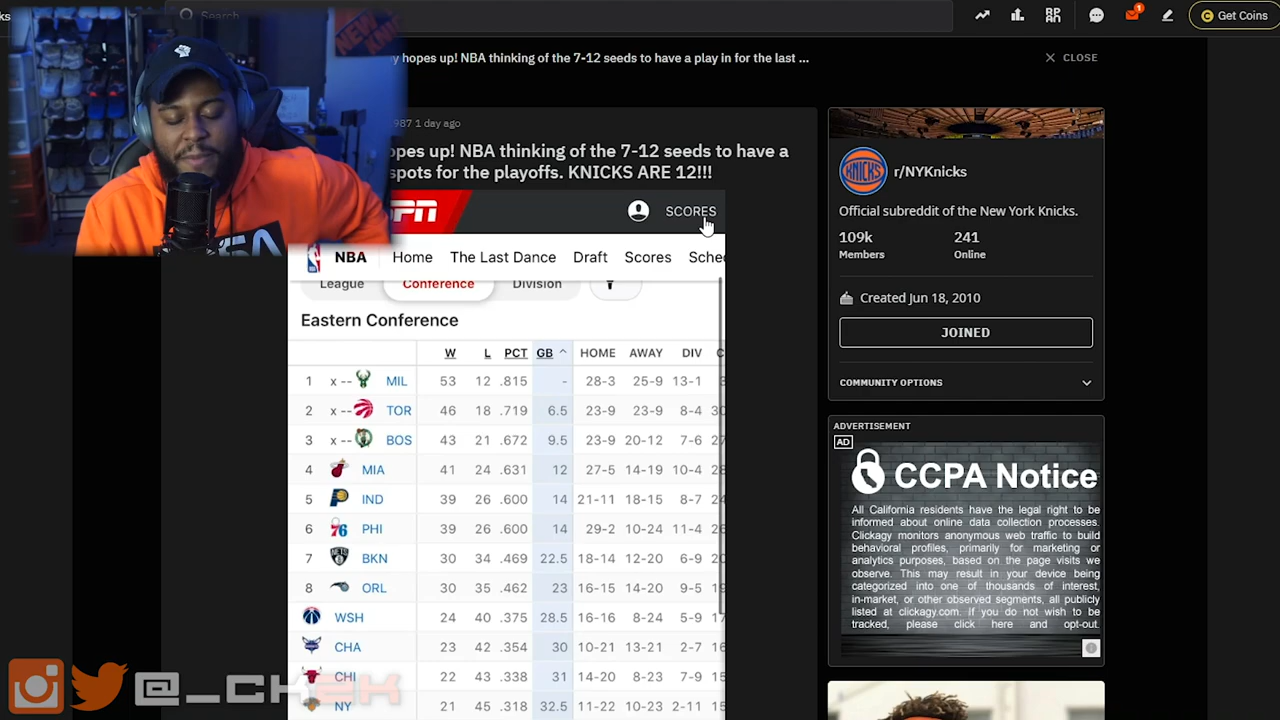 Search
1
Get Coins
y hopes up! NBA thinking of the 7-12 seeds to have a play in for the last ...
CLOSE
987 1 day ago
opes up! NBA thinking of the 7-12 seeds to have a
spots for the playoffs. KNICKS ARE 12!!!
SCORES
NBA Home The Last Dance Draft Scores Sche
League Conference Division
Eastern Conference
W L PCT GB HOME AWAY DIV C
1 x -- MIL 53 12 .815 - 28-3 25-9 13-1
2 x -- TOR 46 18 .719 6.5 23-9 23-9 8-4 30
3 x -- BOS 43 21 .672 9.5 23-9 20-12 7-6 27
4 MIA 41 24 .631 12 27-5 14-19 10-4 28
5 IND 39 26 .600 14 21-11 18-15 8-7 24
6 PHI 39 26 .600 14 29-2 10-24 11-4
7 BKN 30 34 .469 22.5 18-14 12-20 6-9 20
8 ORL 30 35 .462 23 16-15 14-20 9-5 19
WSH 24 40 .375 28.5 16-16 8-24 5-9 17
CHA 23 42 .354 30 10-21 13-21 2-7 16
CHI 22 43 .338 31 14-20 8-23 7-9 15
NY 21 45 .318 32.5 11-22 10-23 2-11 15
@_CKEK
KNICKS
r/NYKnicks
Official subreddit of the New York Knicks.
109k 241
Members Online
Created Jun 18, 2010
JOINED
COMMUNITY OPTIONS
ADVERTISEMENT
AD
CCPA Notice
All California residents have the legal right to be
informed about online data collection processes.
Clickagy monitors anonymous web traffic to build
behavioral profiles, primarily for marketing or
analytics purposes, based on the page visits we
observe. This may result in your device being
categorized into one of thousands of interest,
in-market, or other observed segments, all publicly
listed at clickagy.com. If you do not wish to be
tracked, please click here and opt-out.